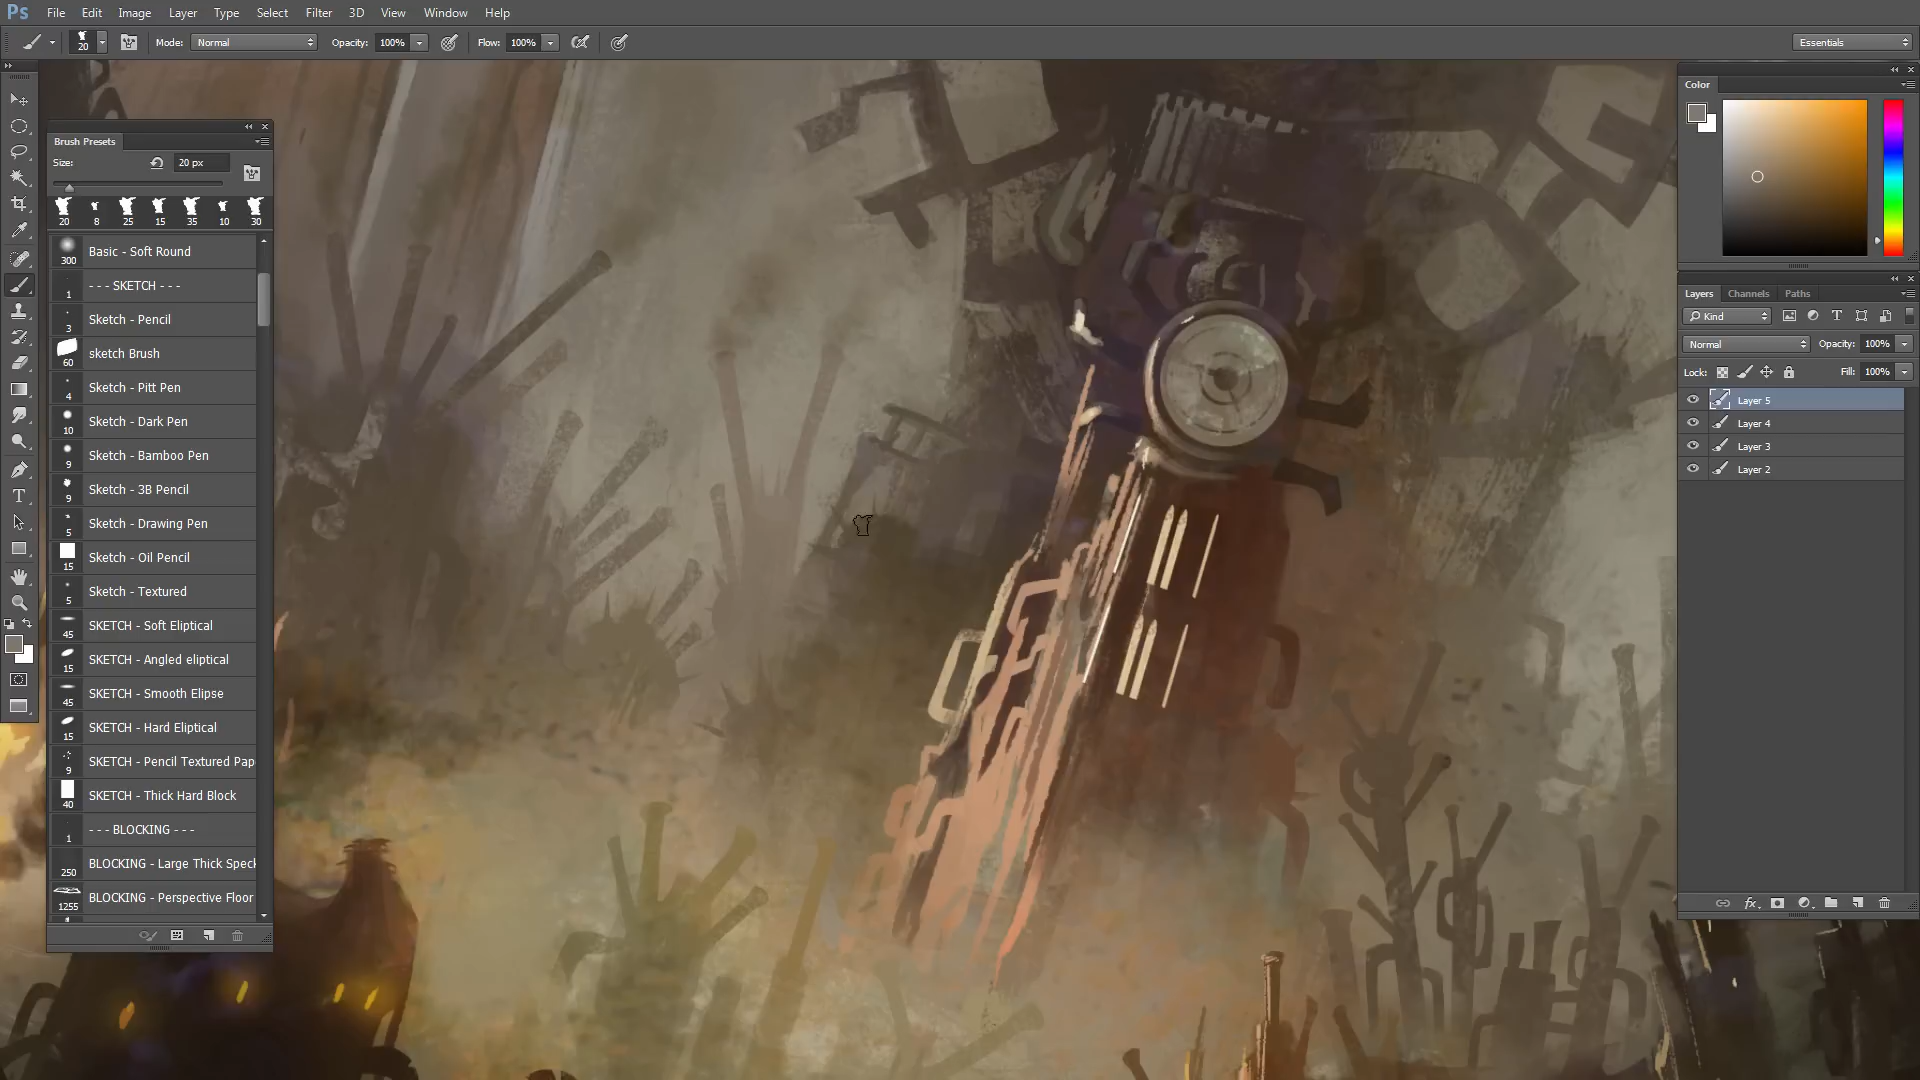 Ps File Edit Image Layer Type Select Filter 3D View Window Help
20 Mode: Normal Opacity: 100% Flow: 100% Essentials
Brush Presets
Size: 20 px
20 8 25 15 35 10 30
300 Basic - Soft Round
1 - - - SKETCH - - -
3 Sketch - Pencil
60 sketch Brush
4 Sketch - Pitt Pen
10 Sketch - Dark Pen
9 Sketch - Bamboo Pen
9 Sketch - 3B Pencil
5 Sketch - Drawing Pen
15 Sketch - Oil Pencil
5 Sketch - Textured
45 SKETCH - Soft Eliptical
15 SKETCH - Angled eliptical
45 SKETCH - Smooth Elipse
15 SKETCH - Hard Eliptical
9 SKETCH - Pencil Textured Pap
40 SKETCH - Thick Hard Block
1 - - - BLOCKING - - -
250 BLOCKING - Large Thick Speck
1255 BLOCKING - Perspective Floor
Color
Layers Channels Paths
Kind
Normal Opacity: 100%
Lock: Fill: 100%
Layer 5
Layer 4
Layer 3
Layer 2
fx